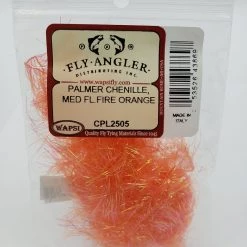 FLY·ANGLER
DISTRIBUTING INC.
www.wapsifly.com
PALMER CHENILLE,
MED FL FIRE ORANGE
CPL2505
MADE IN
ITALY
WAPSI
Quality Fly Tying Materials Since 1945